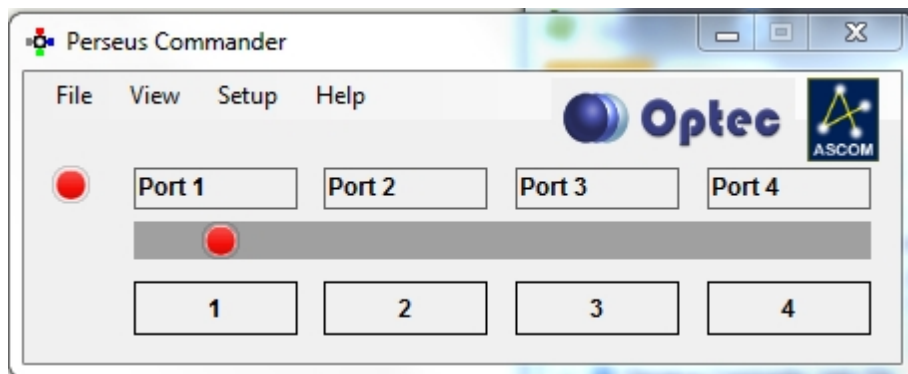 Perseus Commander
File View Setup Help
Optec
ASCOM
Port 1 Port 2 Port 3 Port 4
1 2 3 4